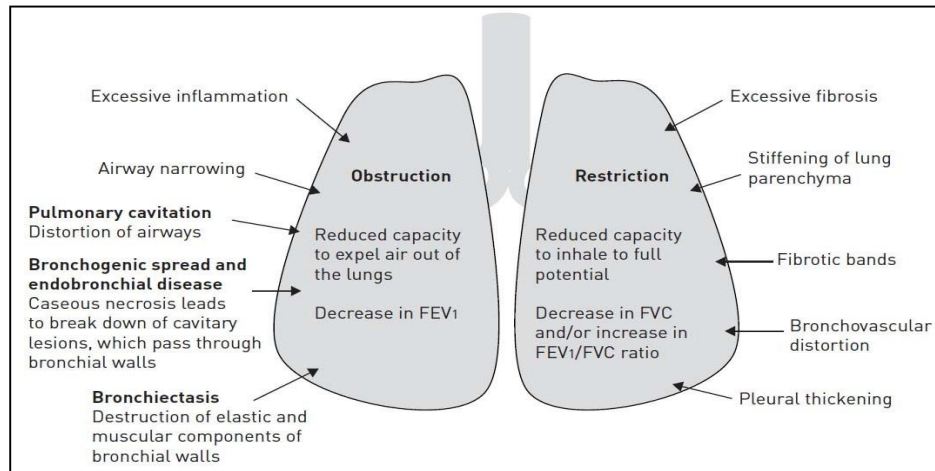 Excessive inflammation
Airway narrowing
Pulmonary cavitation
Distortion of airways
Bronchogenic spread and
endobronchial disease
Caseous necrosis leads
to break down of cavitary
lesions, which pass through
bronchial walls
Bronchiectasis
Destruction of elastic and
muscular components of
bronchial walls
Obstruction
Reduced capacity
to expel air out of
the lungs
Decrease in FEV1
Restriction
Reduced capacity
to inhale to full
potential
Decrease in FVC
and/or increase in
FEV1/FVC ratio
Excessive fibrosis
Stiffening of lung
parenchyma
Fibrotic bands
Bronchovascular
distortion
Pleural thickening